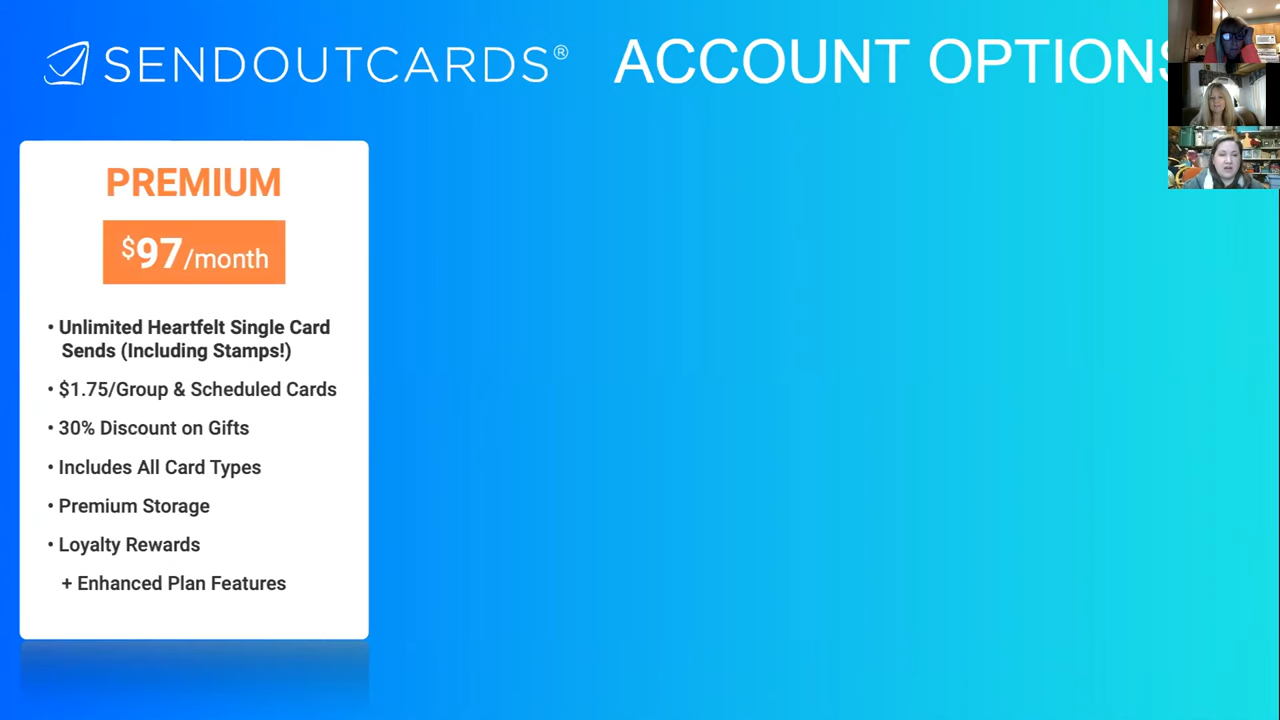 SENDOUTCARDS® ACCOUNT OPTIONS
PREMIUM
$97/month
• Unlimited Heartfelt Single Card
Sends (Including Stamps!)
• $1.75/Group & Scheduled Cards
• 30% Discount on Gifts
• Includes All Card Types
• Premium Storage
• Loyalty Rewards
+ Enhanced Plan Features